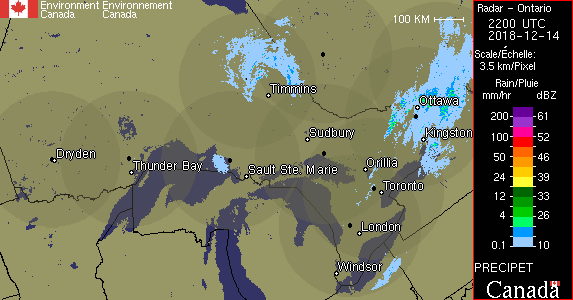 Environment Environnement
Canada Canada
100 KM
Timmins
Ottawa
Sudbury
Kingston
Dryden
Thunder Bay
Sault Ste. Marie
Orillia
Toronto
London
Windsor
Radar - Ontario
2200 UTC
2018-12-14
Scale/Échelle:
3.5 km/Pixel
Rain/Pluie
mm/hr dBZ
200 61
100 52
50 46
24 39
12 33
4 26
1 18
0.1 10
PRECIPET
Canada